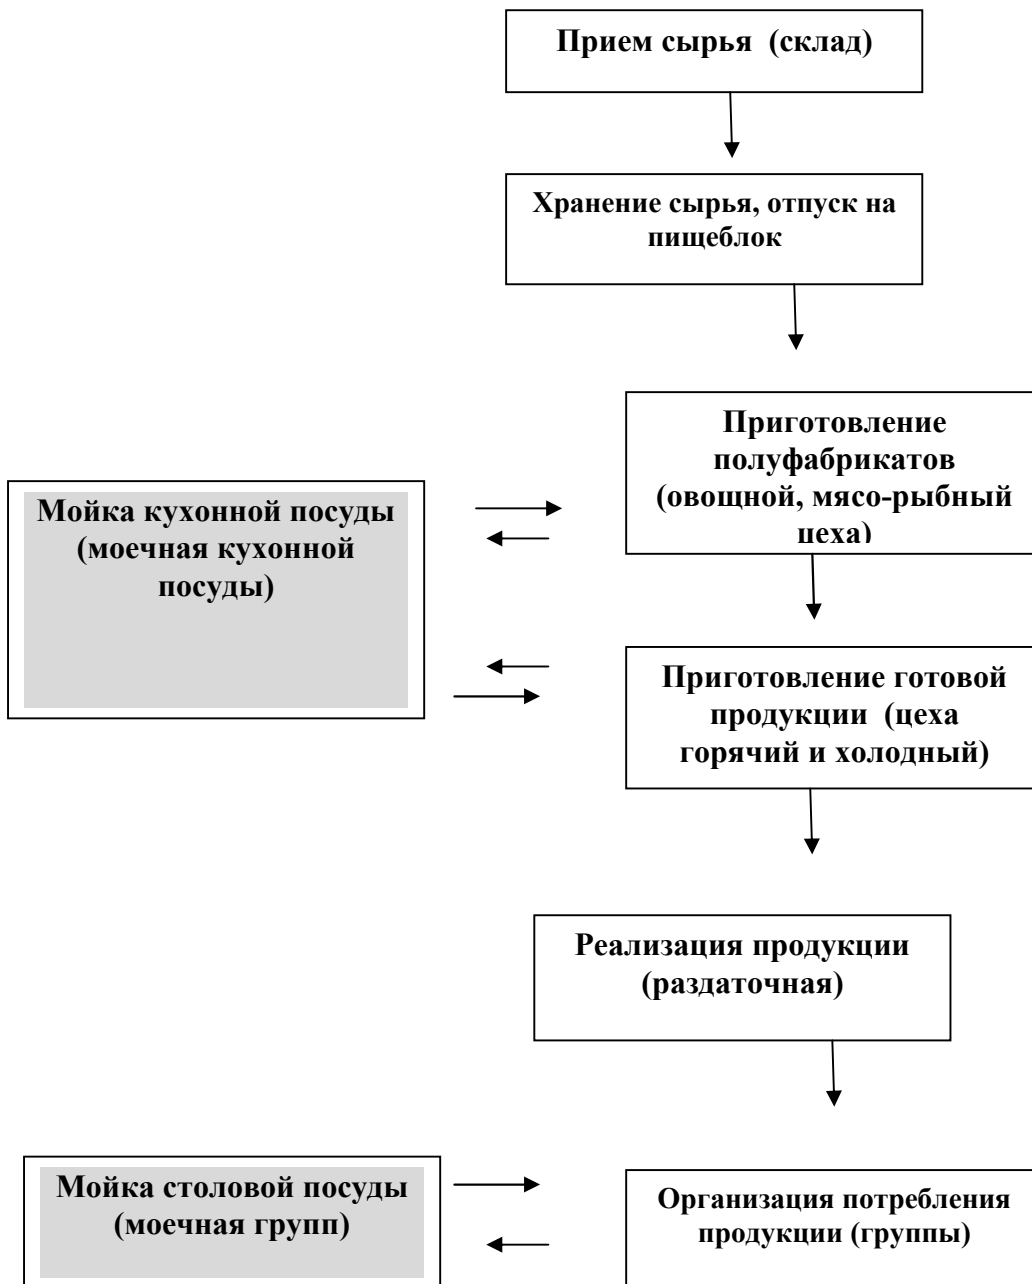 Прием сырья (склад)
Хранение сырья, отпуск на
пищеблок
Приготовление
полуфабрикатов
(овощной, мясо-рыбный
цеха)
Мойка кухонной посуды
(моечная кухонной
посуды)
Приготовление готовой
продукции (цеха
горячий и холодный)
Реализация продукции
(раздаточная)
Мойка столовой посуды
(моечная групп)
Организация потребления
продукции (группы)